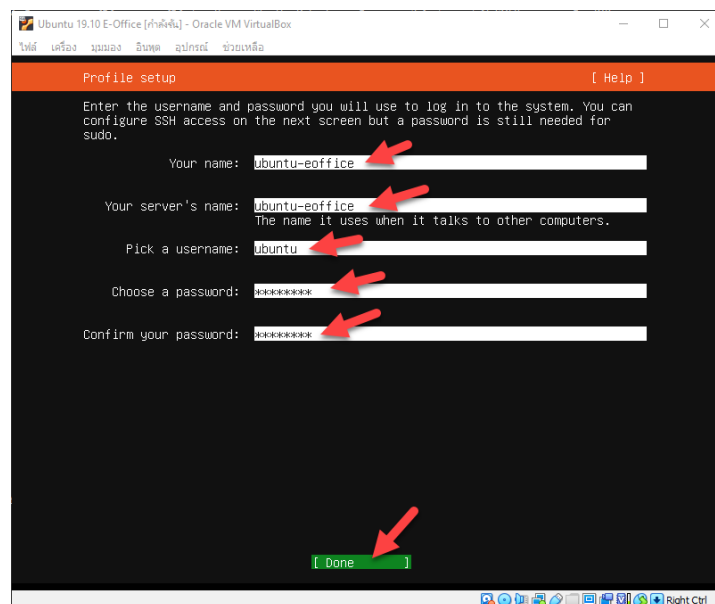 Ubuntu 19.10 E-Office [กำลังรัน] - Oracle VM VirtualBox
ไฟล์ เครื่อง มุมมอง อินพุต อุปกรณ์ ช่วยเหลือ
Profile setup [ Help ]
Enter the username and password you will use to log in to the system. You can
configure SSH access on the next screen but a password is still needed for
sudo.
Your name: ubuntu-eoffice
Your server's name: ubuntu-eoffice
The name it uses when it talks to other computers.
Pick a username: ubuntu
Choose a password: ********
Confirm your password: ********
[ Done ]
Right Ctrl